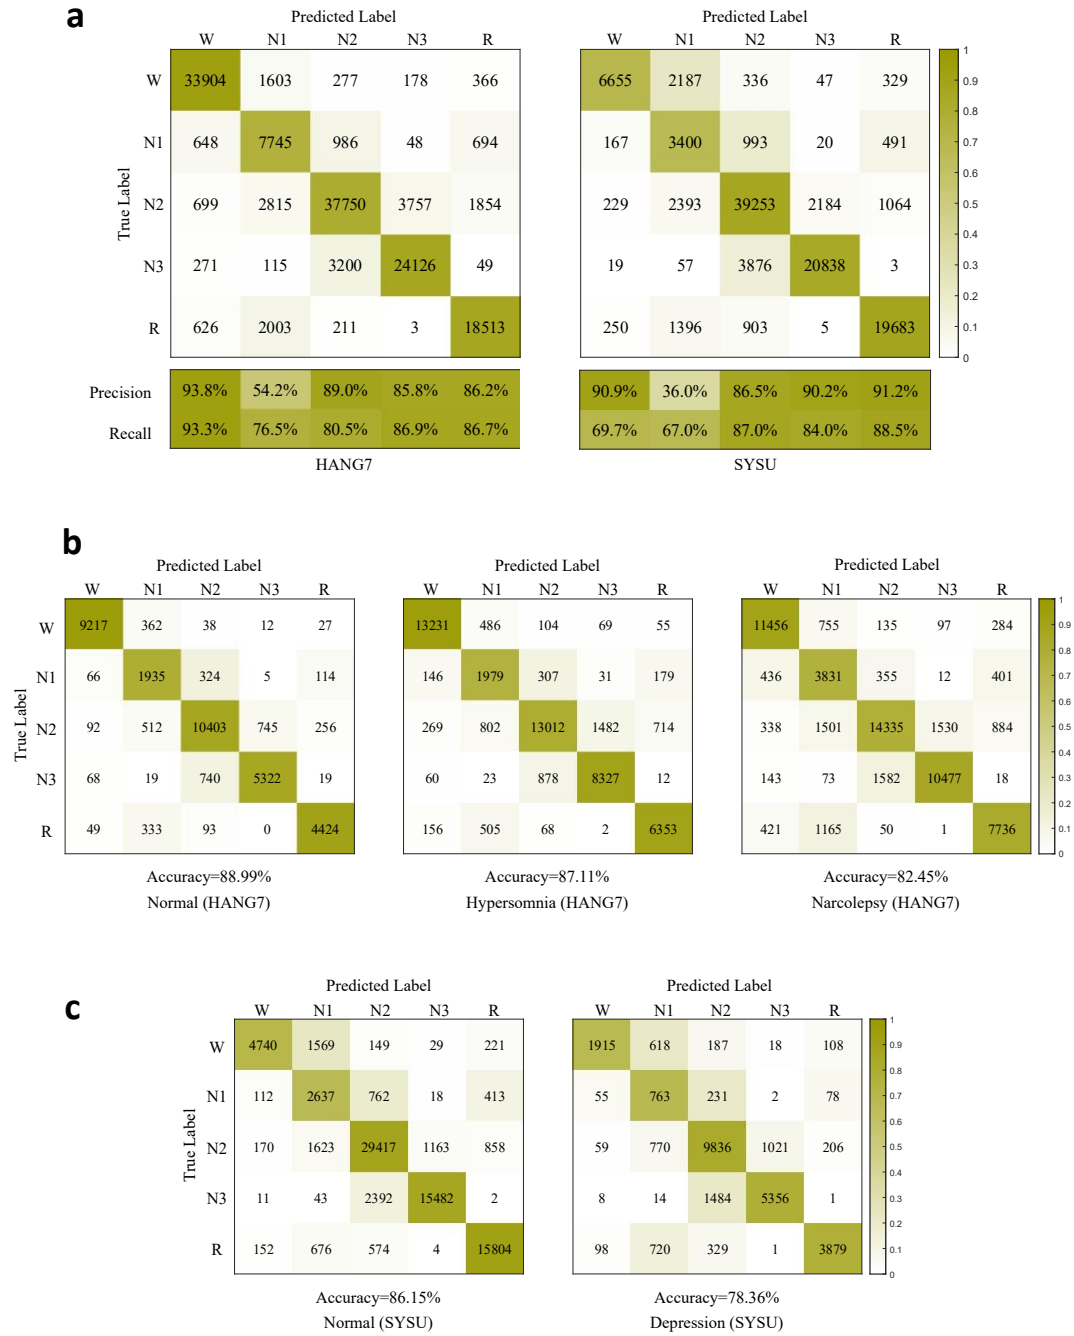 a
Predicted Label
Predicted Label
W N1 N2 N3 R
W N1 N2 N3 R
True Label
W 33904 1603 277 178 366
6655 2187 336 47 329
N1 648 7745 986 48 694
167 3400 993 20 491
N2 699 2815 37750 3757 1854
229 2393 39253 2184 1064
N3 271 115 3200 24126 49
19 57 3876 20838 3
R 626 2003 211 3 18513
250 1396 903 5 19683
1
0.9
0.8
0.7
0.6
0.5
0.4
0.3
0.2
0.1
0
Precision 93.8% 54.2% 89.0% 85.8% 86.2%
90.9% 36.0% 86.5% 90.2% 91.2%
Recall 93.3% 76.5% 80.5% 86.9% 86.7%
69.7% 67.0% 87.0% 84.0% 88.5%
HANG7
SYSU
b
Predicted Label
Predicted Label
Predicted Label
W N1 N2 N3 R
W N1 N2 N3 R
W N1 N2 N3 R
True Label
W 9217 362 38 12 27
13231 486 104 69 55
11456 755 135 97 284
N1 66 1935 324 5 114
146 1979 307 31 179
436 3831 355 12 401
N2 92 512 10403 745 256
269 802 13012 1482 714
338 1501 14335 1530 884
N3 68 19 740 5322 19
60 23 878 8327 12
143 73 1582 10477 18
R 49 333 93 0 4424
156 505 68 2 6353
421 1165 50 1 7736
1
0.9
0.8
0.7
0.6
0.5
0.4
0.3
0.2
0.1
0
Accuracy=88.99%
Accuracy=87.11%
Accuracy=82.45%
Normal (HANG7)
Hypersomnia (HANG7)
Narcolepsy (HANG7)
c
Predicted Label
Predicted Label
W N1 N2 N3 R
W N1 N2 N3 R
True Label
W 4740 1569 149 29 221
1915 618 187 18 108
N1 112 2637 762 18 413
55 763 231 2 78
N2 170 1623 29417 1163 858
59 770 9836 1021 206
N3 11 43 2392 15482 2
8 14 1484 5356 1
R 152 676 574 4 15804
98 720 329 1 3879
1
0.9
0.8
0.7
0.6
0.5
0.4
0.3
0.2
0.1
0
Accuracy=86.15%
Accuracy=78.36%
Normal (SYSU)
Depression (SYSU)